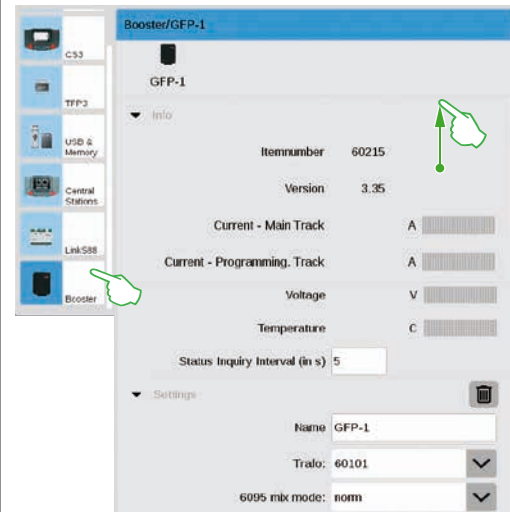 Booster/GFP-1
CS3
GFP-1
TFP3
Info
USB &
Memory
Itemnumber 60215
Central
Stations
Version 3.35
Current - Main Track A
LinkS88
Current - Programming. Track A
Booster
Voltage V
Temperature C
Status Inquiry Interval (in s) 5
Settings
Name GFP-1
Tralo: 60101
6095 mix mode: norm